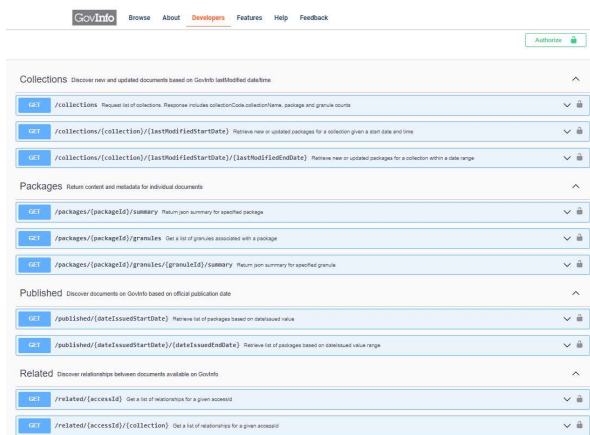 GovInfo Browse About Developers Features Help Feedback
Authorize
Collections Discover new and updated documents based on GovInfo lastModified date/time
GET /collections Request list of collections. Response includes collectionCode.collectionName, package and granule counts
GET /collections/{collection}/{lastModifiedStartDate} Retrieve new or updated packages for a collection given a start date and time
GET /collections/{collection}/{lastModifiedStartDate}/{lastModifiedEndDate} Retrieve new or updated packages for a collection within a date range
Packages Return content and metadata for individual documents
GET /packages/{packageId}/summary Return json summary for specified package
GET /packages/{packageId}/granules Get a list of granules associated with a package
GET /packages/{packageId}/granules/{granuleId}/summary Return json summary for specified granule
Published Discover documents on GovInfo based on official publication date
GET /published/{dateIssuedStartDate} Retrieve list of packages based on dateIssued value
GET /published/{dateIssuedStartDate}/{dateIssuedEndDate} Retrieve list of packages based on dateIssued value range
Related Discover relationships between documents available on GovInfo
GET /related/{accessId} Get a list of relationships for a given accessId
GET /related/{accessId}/{collection} Get a list of relationships for a given accessId